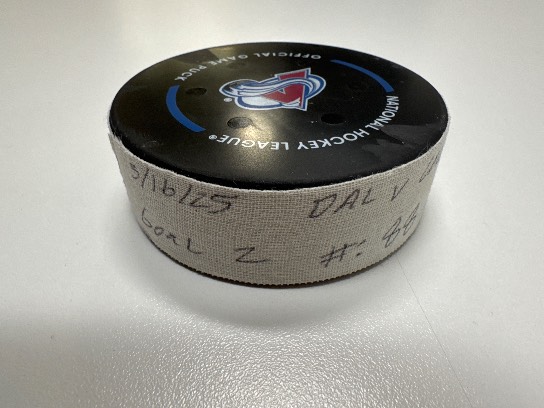 OFFICIAL GAME PUCK
NATIONAL HOCKEY LEAGUE®
3/16/25 DAL V
GOAL 2 #: 88